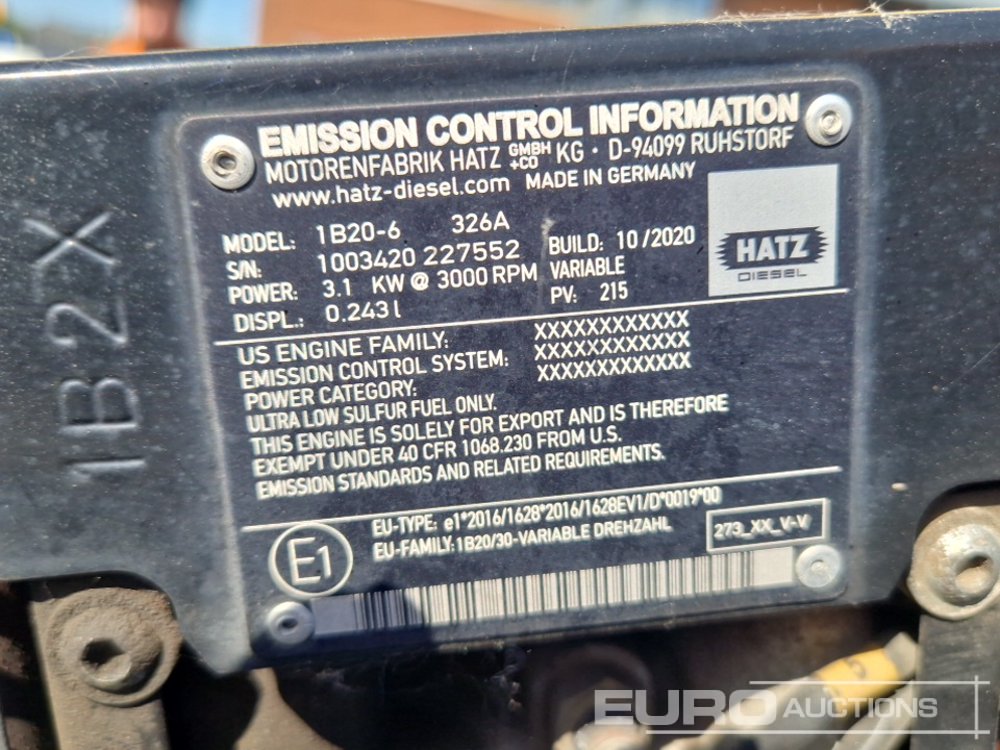 EMISSION CONTROL INFORMATION
MOTORENFABRIK HATZ GMBH +CO KG · D-94099 RUHSTORF
www.hatz-diesel.com MADE IN GERMANY
MODEL: 1B20-6 326A
S/N: 1003420 227552 BUILD: 10/2020
POWER: 3.1 KW @ 3000 RPM VARIABLE
DISPL.: 0.243 l PV: 215
HATZ
DIESEL
US ENGINE FAMILY: XXXXXXXXXXXX
EMISSION CONTROL SYSTEM: XXXXXXXXXXXX
POWER CATEGORY: XXXXXXXXXXXX
ULTRA LOW SULFUR FUEL ONLY.
THIS ENGINE IS SOLELY FOR EXPORT AND IS THEREFORE
EXEMPT UNDER 40 CFR 1068.230 FROM U.S.
EMISSION STANDARDS AND RELATED REQUIREMENTS.
E1
EU-TYPE: e1*2016/1628*2016/1628EV1/D*0019*00
EU-FAMILY: 1B20/30-VARIABLE DREHZAHL
273_XX_V-V
1B2X
EURO AUCTIONS